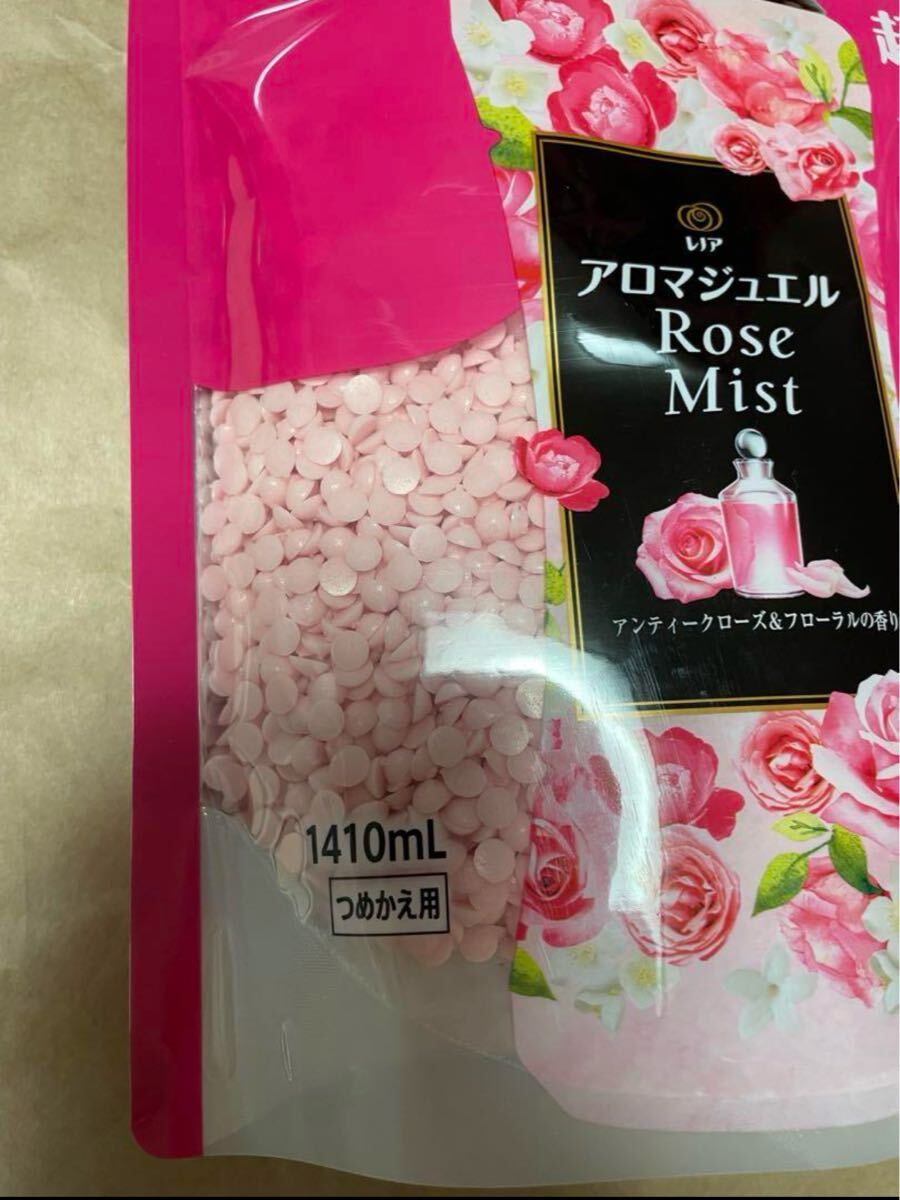 レノア
アロマジュエル
Rose
Mist
アンティークローズ&フローラルの香り
1410mL
つめかえ用